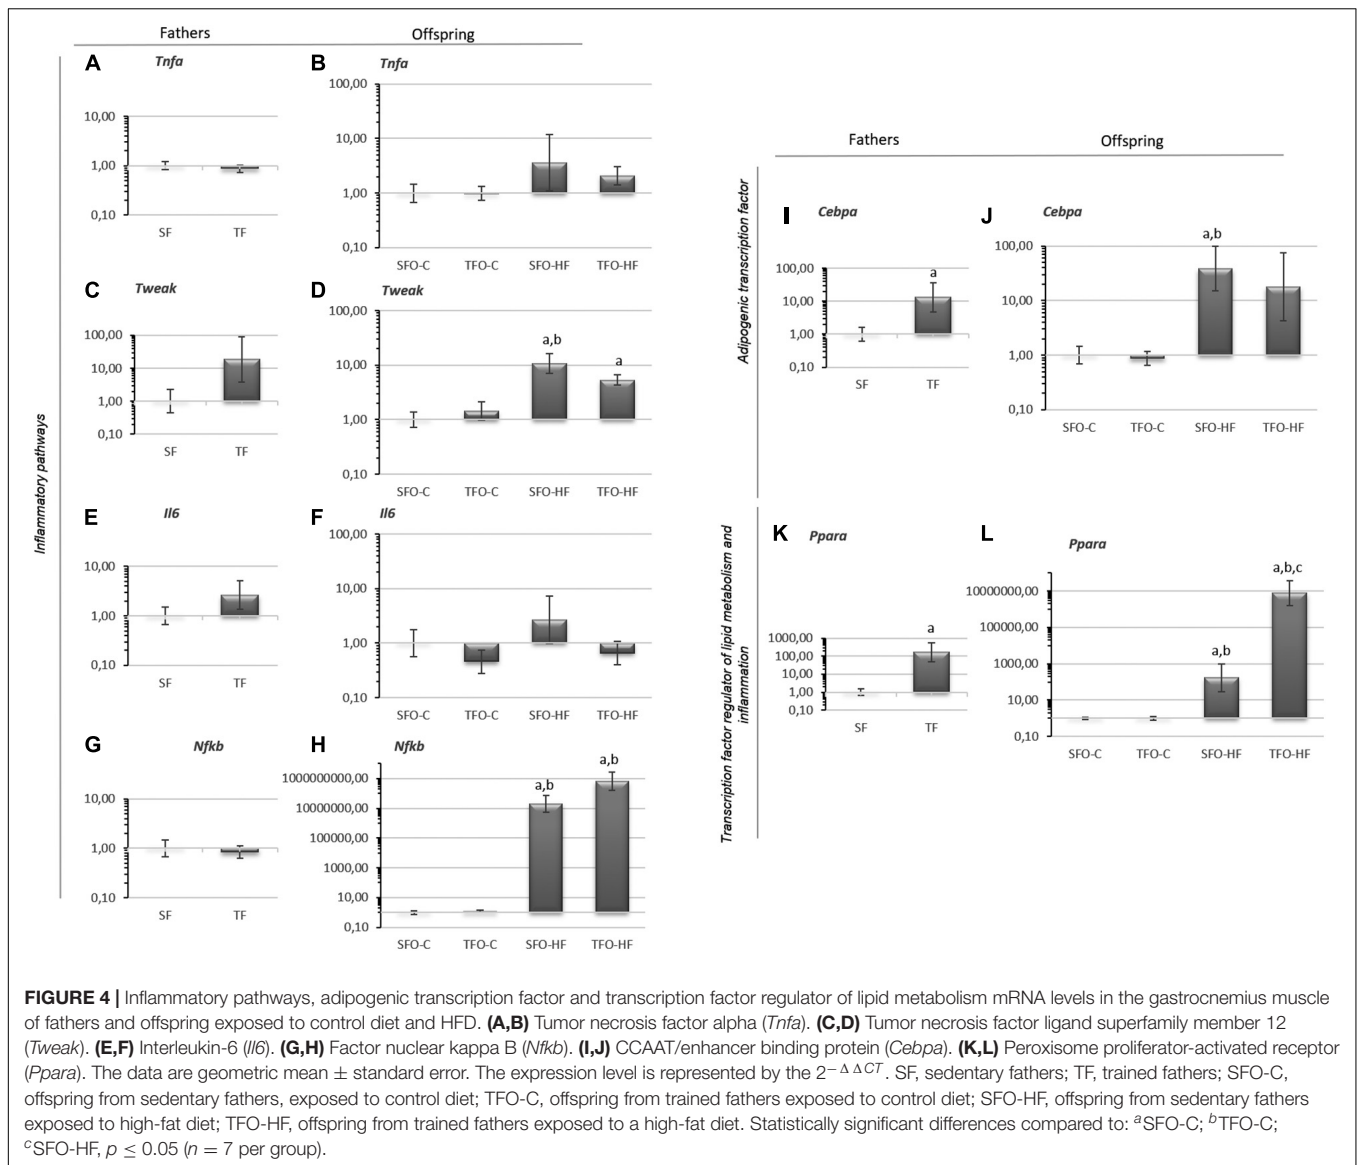 Fathers
Offspring
Inflammatory pathways
A
Tnfa
10,00
1,00
0,10
SF
TF
B
Tnfa
100,00
10,00
1,00
0,10
SFO-C
TFO-C
SFO-HF
TFO-HF
C
Tweak
100,00
10,00
1,00
0,10
SF
TF
D
Tweak
100,00
10,00
1,00
0,10
a,b
a
SFO-C
TFO-C
SFO-HF
TFO-HF
E
Il6
10,00
1,00
0,10
SF
TF
F
Il6
100,00
10,00
1,00
0,10
SFO-C
TFO-C
SFO-HF
TFO-HF
G
Nfkb
10,00
1,00
0,10
SF
TF
H
Nfkb
1000000000,00
10000000,00
100000,00
1000,00
10,00
0,10
a,b
a,b
SFO-C
TFO-C
SFO-HF
TFO-HF
Fathers
Offspring
Adipogenic transcription factor
I
Cebpa
100,00
10,00
1,00
0,10
a
SF
TF
J
Cebpa
100,00
10,00
1,00
0,10
a,b
SFO-C
TFO-C
SFO-HF
TFO-HF
Transcription factor regulator of lipid metabolism and
inflammation
K
Ppara
1000,00
100,00
10,00
1,00
0,10
a
SF
TF
L
Ppara
10000000,00
100000,00
1000,00
10,00
0,10
a,b
a,b,c
SFO-C
TFO-C
SFO-HF
TFO-HF
FIGURE 4 | Inflammatory pathways, adipogenic transcription factor and transcription factor regulator of lipid metabolism mRNA levels in the gastrocnemius muscle
of fathers and offspring exposed to control diet and HFD. (A,B) Tumor necrosis factor alpha (Tnfa). (C,D) Tumor necrosis factor ligand superfamily member 12
(Tweak). (E,F) Interleukin-6 (Il6). (G,H) Factor nuclear kappa B (Nfkb). (I,J) CCAAT/enhancer binding protein (Cebpa). (K,L) Peroxisome proliferator-activated receptor
(Ppara). The data are geometric mean ± standard error. The expression level is represented by the 2^−ΔΔCT. SF, sedentary fathers; TF, trained fathers; SFO-C,
offspring from sedentary fathers, exposed to control diet; TFO-C, offspring from trained fathers exposed to control diet; SFO-HF, offspring from sedentary fathers
exposed to high-fat diet; TFO-HF, offspring from trained fathers exposed to a high-fat diet. Statistically significant differences compared to: ᵃSFO-C; ᵇTFO-C;
ᶜSFO-HF, p ≤ 0.05 (n = 7 per group).